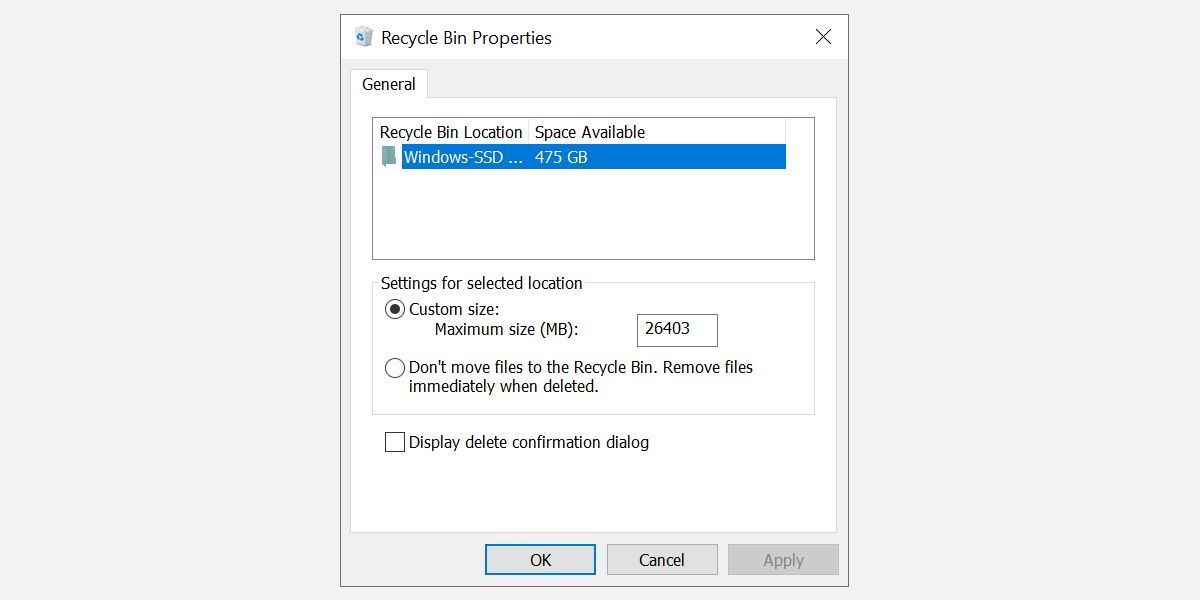 Recycle Bin Properties
General
Recycle Bin Location Space Available
Windows-SSD ... 475 GB
Settings for selected location
Custom size:
Maximum size (MB): 26403
Don't move files to the Recycle Bin. Remove files
immediately when deleted.
Display delete confirmation dialog
OK Cancel Apply